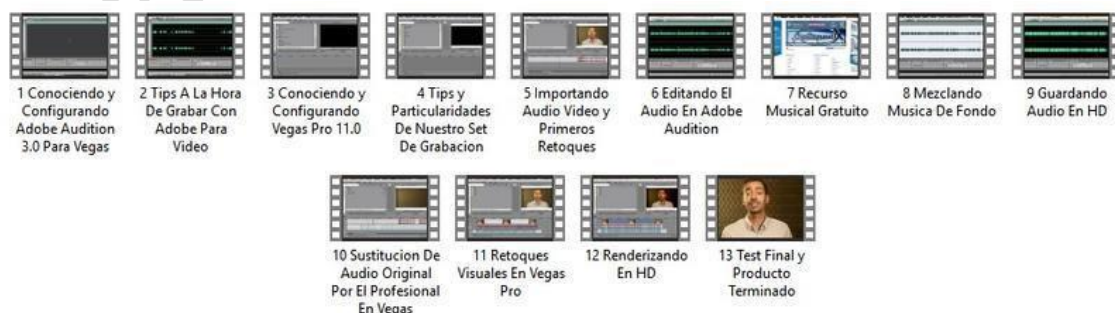 1 Conociendo y
Configurando
Adobe Audition
3.0 Para Vegas
2 Tips A La Hora
De Grabar Con
Adobe Para
Video
3 Conociendo y
Configurando
Vegas Pro 11.0
4 Tips y
Particularidades
De Nuestro Set
De Grabacion
5 Importando
Audio Video y
Primeros
Retoques
6 Editando El
Audio En Adobe
Audition
7 Recurso
Musical Gratuito
8 Mezclando
Musica De Fondo
9 Guardando
Audio En HD
10 Sustitucion De
Audio Original
Por El Profesional
En Vegas
11 Retoques
Visuales En Vegas
Pro
12 Renderizando
En HD
13 Test Final y
Producto
Terminado